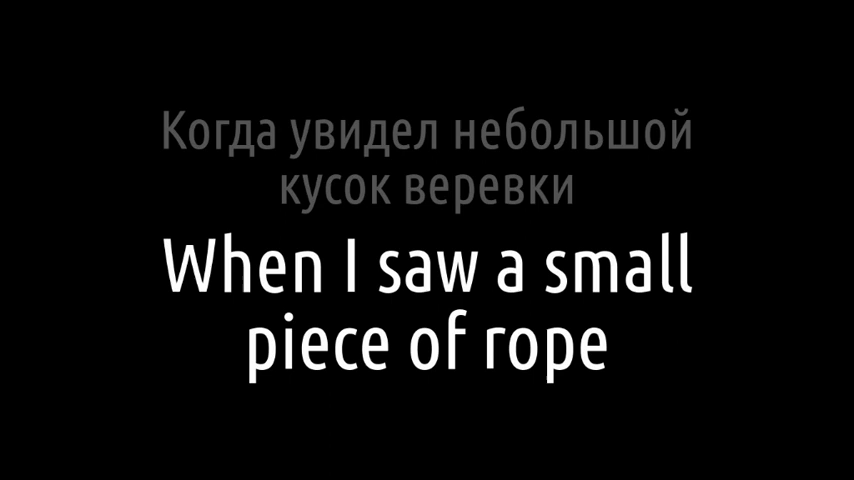 Когда увидел небольшой
кусок веревки
When I saw a small
piece of rope